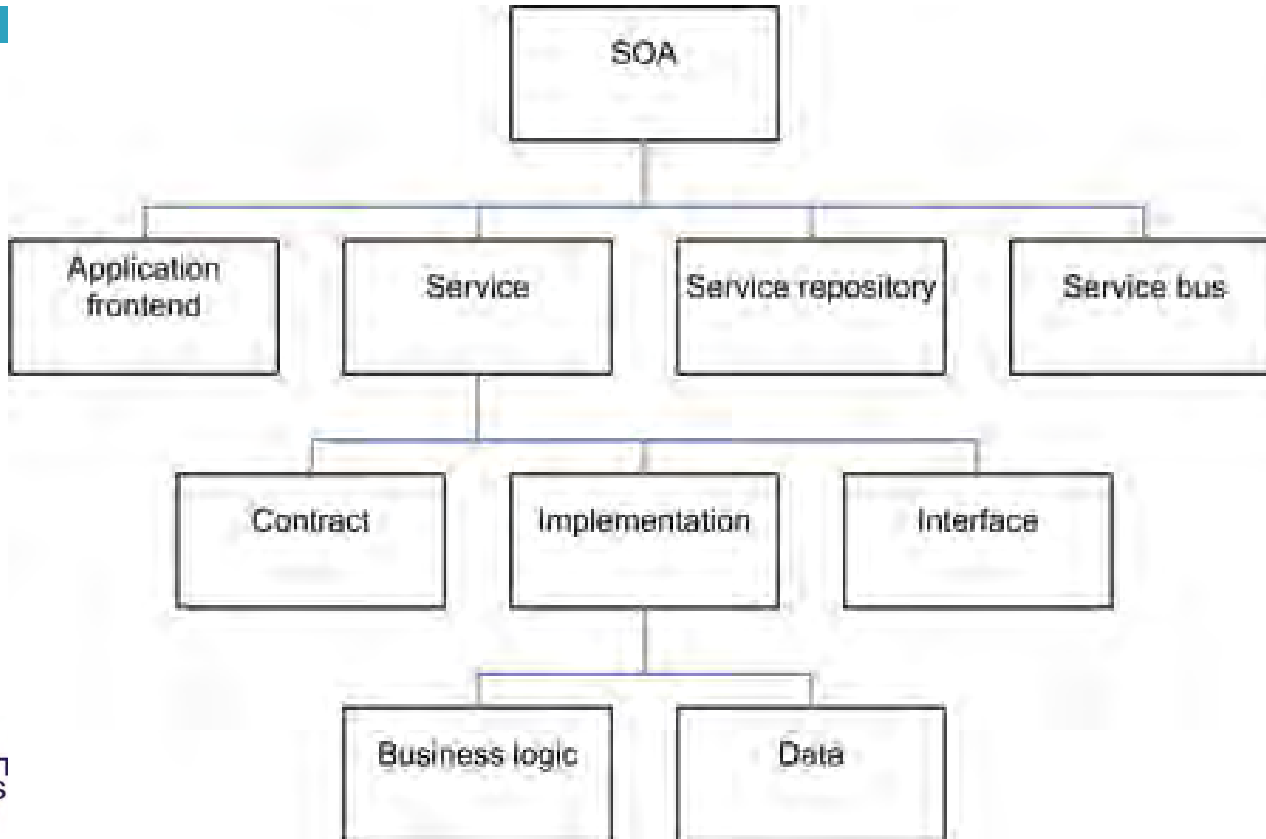 SOA
Application
frontend
Service
Service repository
Service bus
Contract
Implementation
Interface
Business logic
Data